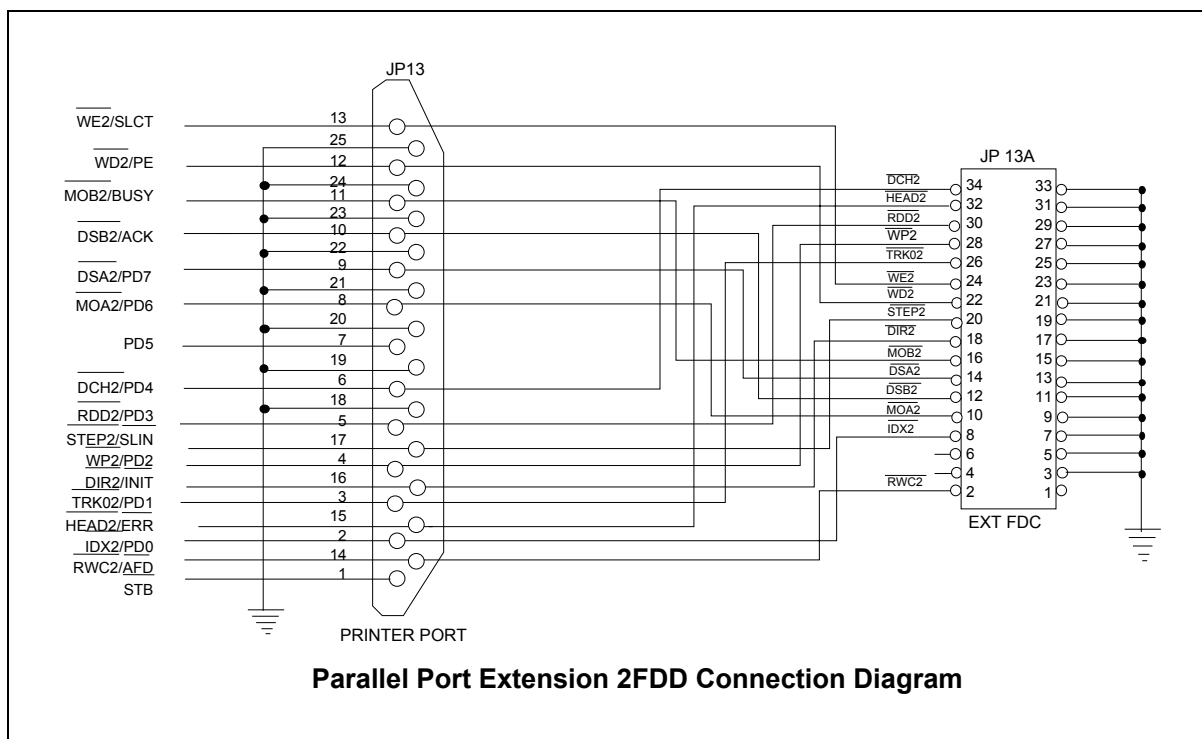 JP13
WE2/SLCT
WD2/PE
MOB2/BUSY
DSB2/ACK
DSA2/PD7
MOA2/PD6
PD5
DCH2/PD4
RDD2/PD3
STEP2/SLIN
WP2/PD2
DIR2/INIT
TRK02/PD1
HEAD2/ERR
IDX2/PD0
RWC2/AFD
STB
13
25
12
24
11
23
10
22
9
21
8
20
7
19
6
18
5
17
4
16
3
15
2
14
1
PRINTER PORT
JP 13A
DCH2
HEAD2
RDD2
WP2
TRK02
WE2
WD2
STEP2
DIR2
MOB2
DSA2
DSB2
MOA2
IDX2
RWC2
34 33
32 31
30 29
28 27
26 25
24 23
22 21
20 19
18 17
16 15
14 13
12 11
10 9
8 7
6 5
4 3
2 1
EXT FDC
Parallel Port Extension 2FDD Connection Diagram